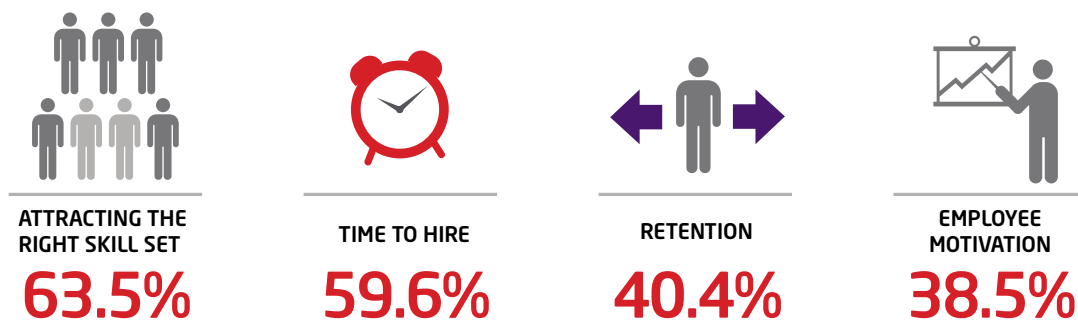 ATTRACTING THE
RIGHT SKILL SET
63.5%
TIME TO HIRE
59.6%
RETENTION
40.4%
EMPLOYEE
MOTIVATION
38.5%